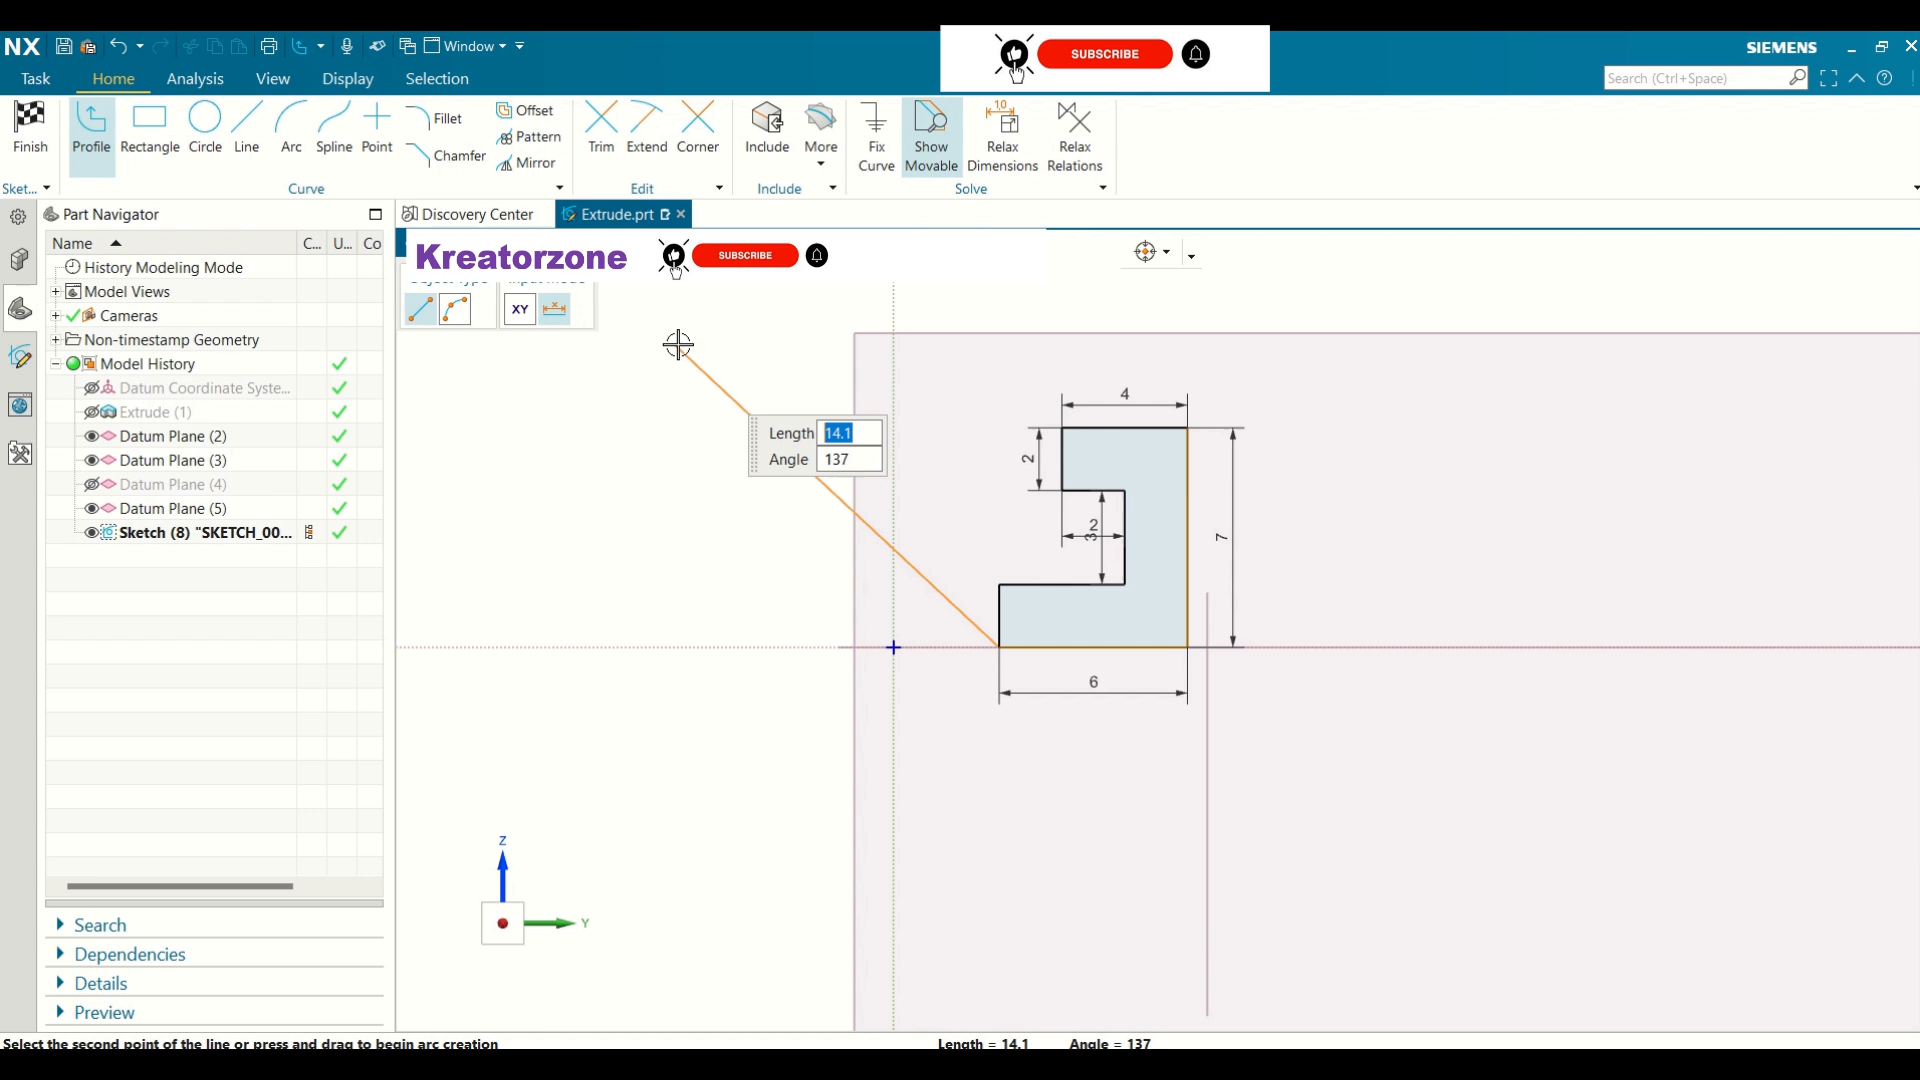 NX
Window
SUBSCRIBE
SIEMENS
Task
Home
Analysis
View
Display
Selection
Search (Ctrl+Space)
Finish
Profile
Rectangle
Circle
Line
Arc
Spline
Point
Fillet
Chamfer
Offset
Pattern
Mirror
Trim
Extend
Corner
Include
More
Fix
Curve
Show
Movable
10
Relax
Dimensions
Relax
Relations
Sket...
Curve
Edit
Include
Solve
Part Navigator
Discovery Center
Extrude.prt
Name
C...
U...
Co
Kreatorzone
SUBSCRIBE
History Modeling Mode
Model Views
Cameras
Non-timestamp Geometry
Model History
Datum Coordinate Syste...
Extrude (1)
Datum Plane (2)
Datum Plane (3)
Datum Plane (4)
Datum Plane (5)
Sketch (8) "SKETCH_00...
XY
Length 14.1
Angle 137
4
2
2
3
7
6
Z
Y
Search
Dependencies
Details
Preview
Select the second point of the line or press and drag to begin arc creation
Length = 14.1
Angle = 137